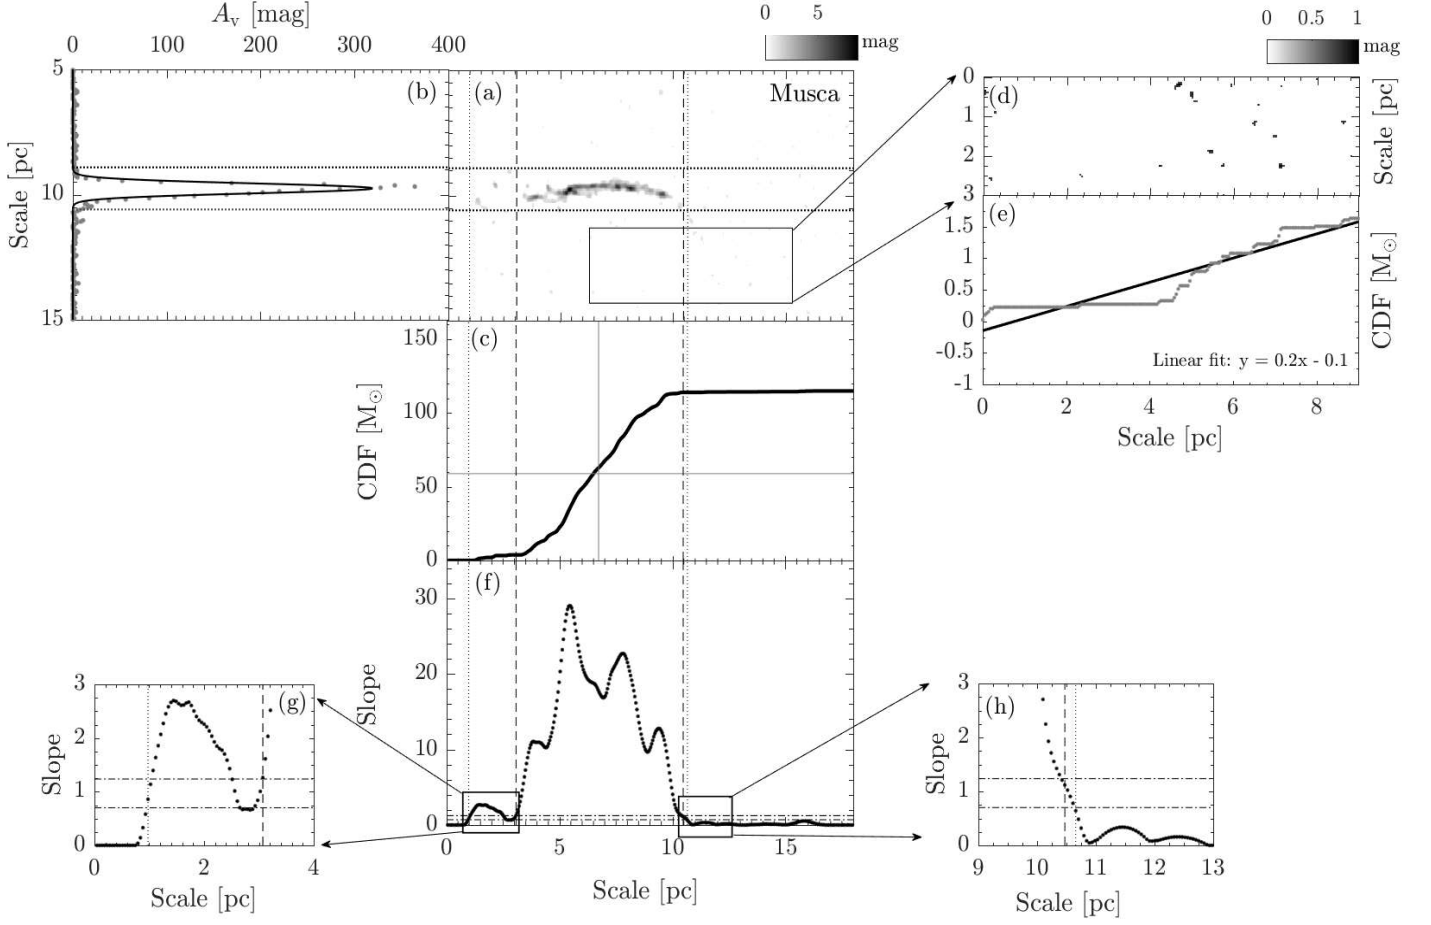 A_v [mag]
0 100 200 300 400
0 5
mag
0 0.5 1
mag
5
10
15
Scale [pc]
(b)
(a)
Musca
(d)
0
1
2
3
Scale [pc]
(e)
1.5
1
0.5
0
-0.5
-1
CDF [M⊙]
Linear fit: y = 0.2x - 0.1
0 2 4 6 8
Scale [pc]
(c)
150
100
50
0
CDF [M⊙]
(f)
30
20
10
0
Slope
0 5 10 15
Scale [pc]
(g)
3
2
1
0
Slope
0 2 4
Scale [pc]
(h)
3
2
1
0
Slope
9 10 11 12 13
Scale [pc]